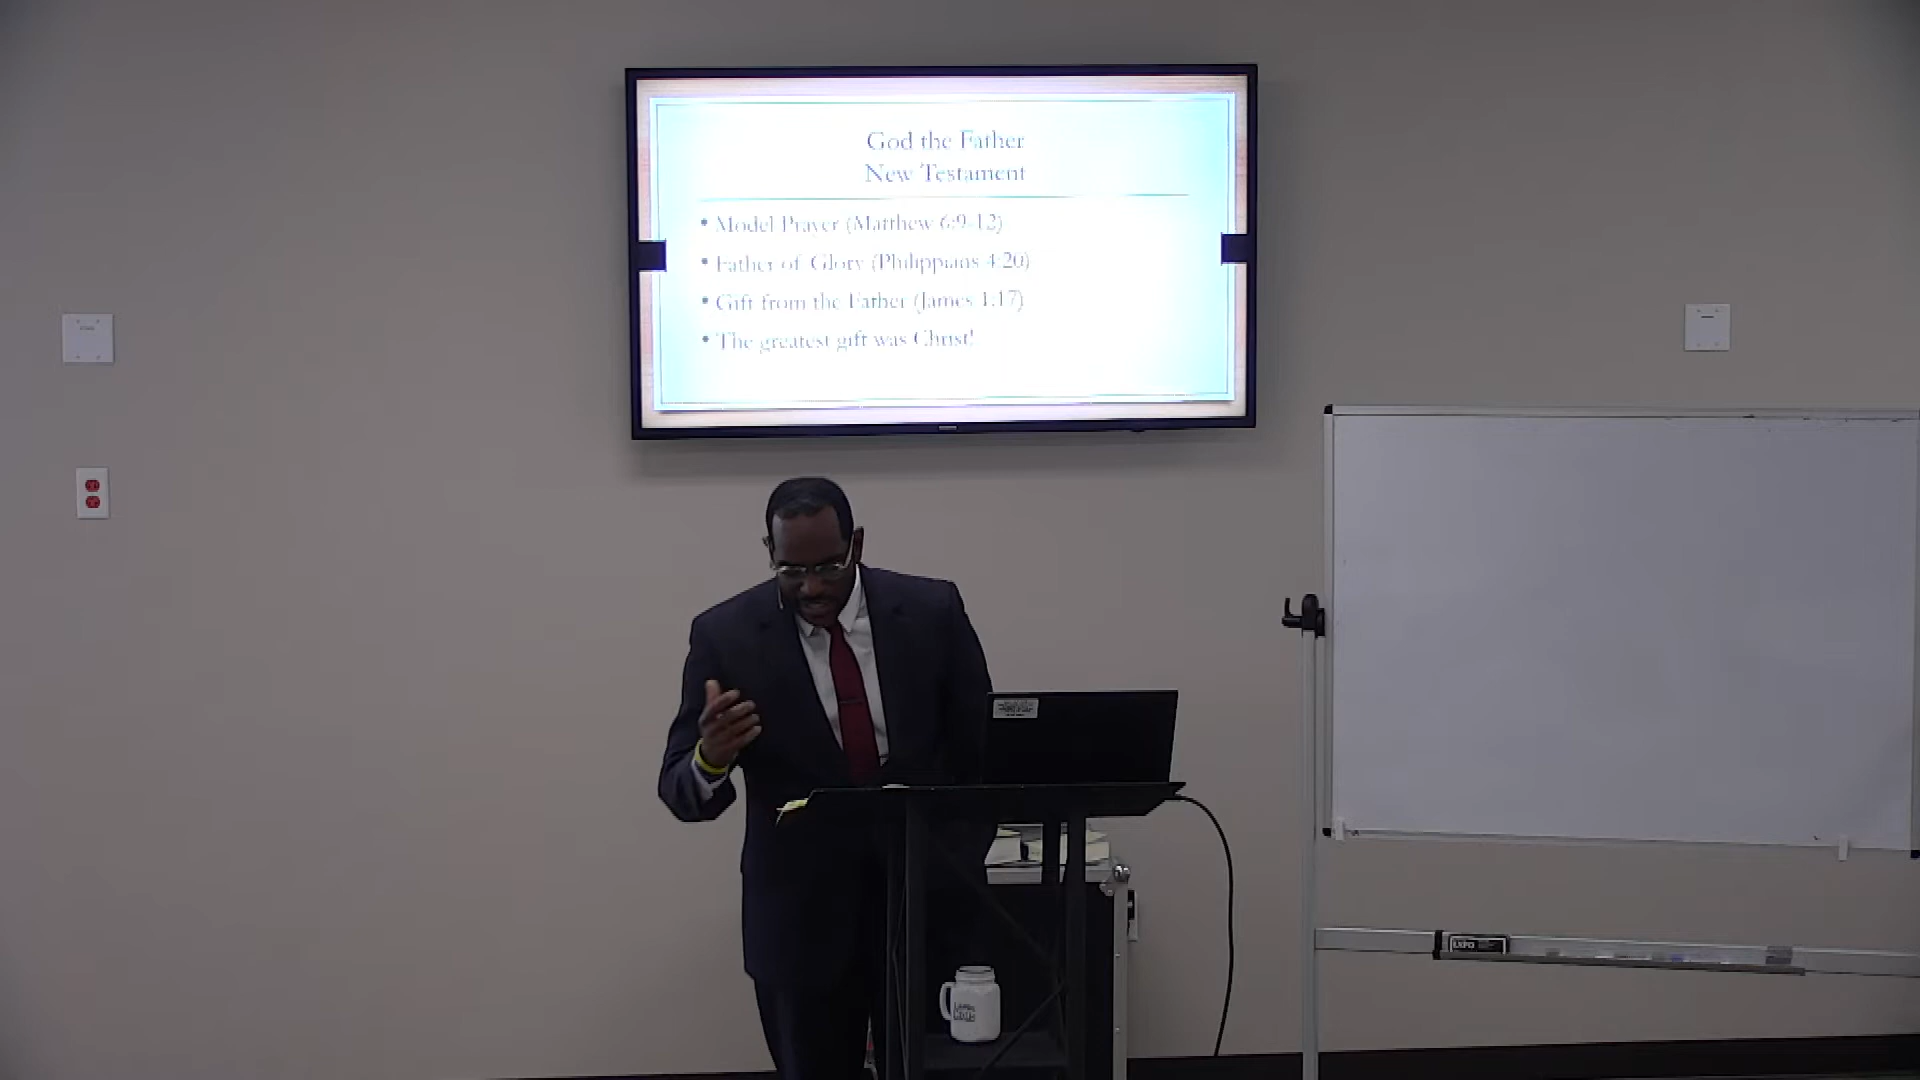 God the Father
New Testament
• Model Prayer (Matthew 6:9-12)
• Father of Glory (Philippians 4:20)
• Gift from the Father (James 1:17)
• The greatest gift was Christ!
EXPO